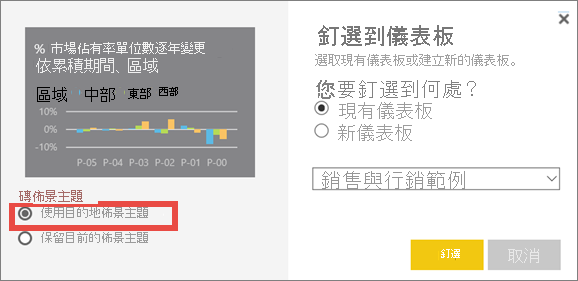 % 市場佔有率單位數逐年變更
依累積期間、區域
區域 中部 東部 西部
10%
0%
-10%
P-05 P-04 P-03 P-02 P-01 P-00
磚佈景主題
使用目的地佈景主題
保留目前的佈景主題
釘選到儀表板
選取現有儀表板或建立新的儀表板。
您要釘選到何處?
現有儀表板
新儀表板
銷售與行銷範例
釘選
取消